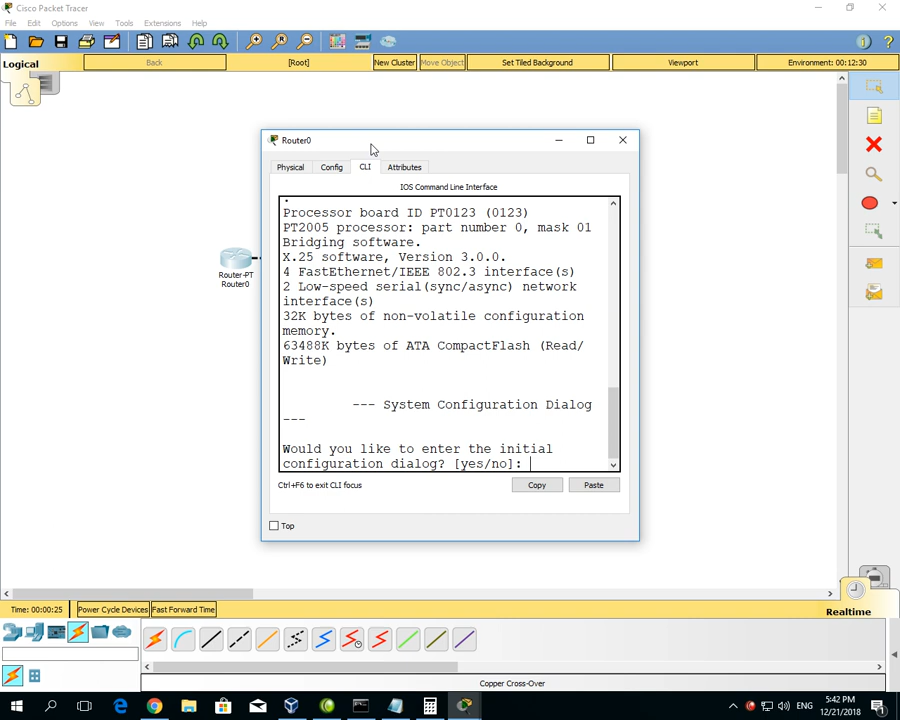 Cisco Packet Tracer
File Edit Options View Tools Extensions Help
Logical Back [Root] New Cluster Move Object Set Tiled Background Viewport Environment: 00:12:30
Router-PT
Router0
Router0
Physical Config CLI Attributes
IOS Command Line Interface
.
Processor board ID PT0123 (0123)
PT2005 processor: part number 0, mask 01
Bridging software.
X.25 software, Version 3.0.0.
4 FastEthernet/IEEE 802.3 interface(s)
2 Low-speed serial(sync/async) network
interface(s)
32K bytes of non-volatile configuration
memory.
63488K bytes of ATA CompactFlash (Read/
Write)
--- System Configuration Dialog
---
Would you like to enter the initial
configuration dialog? [yes/no]:
Ctrl+F6 to exit CLI focus Copy Paste
Top
Time: 00:00:25 Power Cycle Devices Fast Forward Time Realtime
Copper Cross-Over
ENG 5:42 PM
12/21/2018